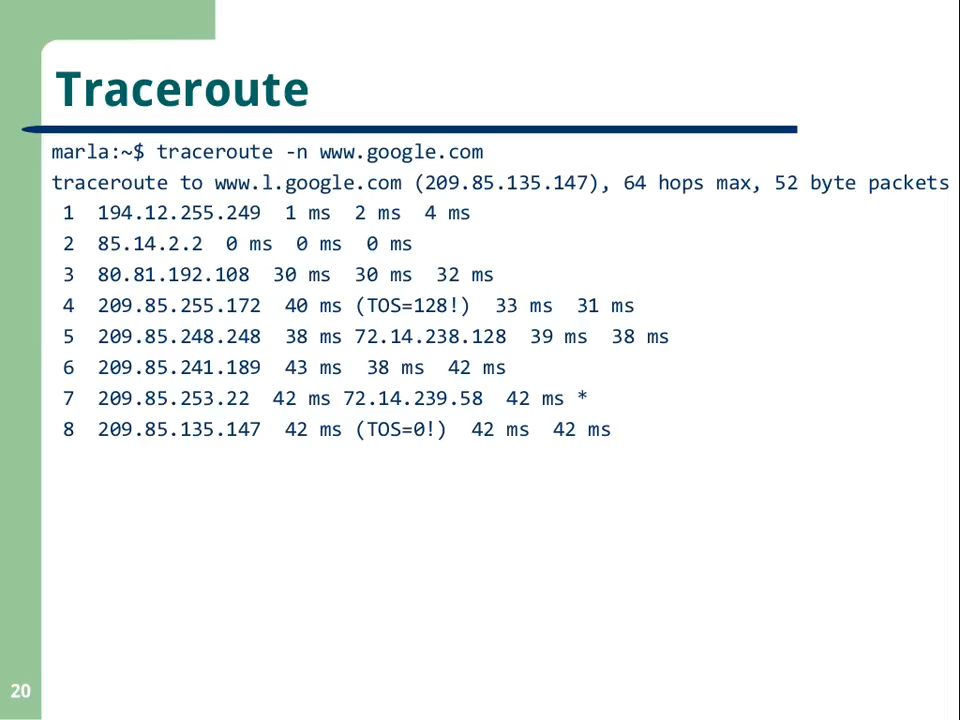 Traceroute
marla:~$ traceroute -n www.google.com
traceroute to www.l.google.com (209.85.135.147), 64 hops max, 52 byte packets
1  194.12.255.249  1 ms  2 ms  4 ms
2  85.14.2.2  0 ms  0 ms  0 ms
3  80.81.192.108  30 ms  30 ms  32 ms
4  209.85.255.172  40 ms (TOS=128!)  33 ms  31 ms
5  209.85.248.248  38 ms 72.14.238.128  39 ms  38 ms
6  209.85.241.189  43 ms  38 ms  42 ms
7  209.85.253.22  42 ms 72.14.239.58  42 ms *
8  209.85.135.147  42 ms (TOS=0!)  42 ms  42 ms
20